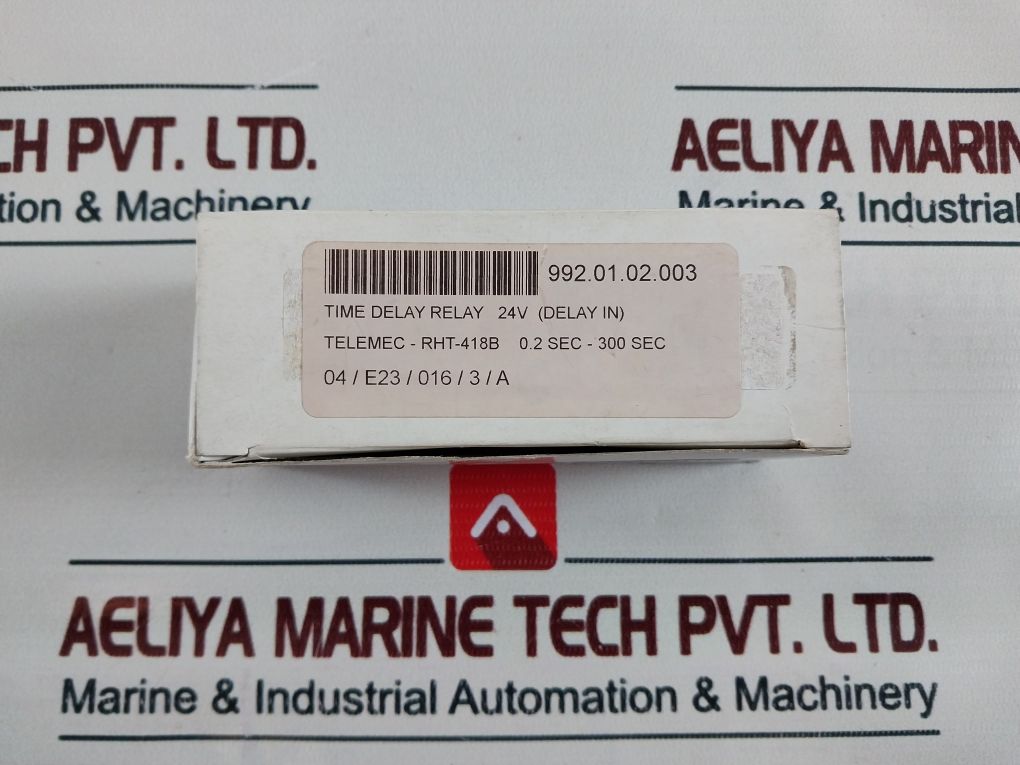 CH PVT. LTD.
tion & Machinery
AELIYA MARIN
Marine & Industrial
992.01.02.003
TIME DELAY RELAY 24V (DELAY IN)
TELEMEC - RHT-418B 0.2 SEC - 300 SEC
04 / E23 / 016 / 3 / A
AELIYA MARINE TECH PVT. LTD.
Marine & Industrial Automation & Machinery